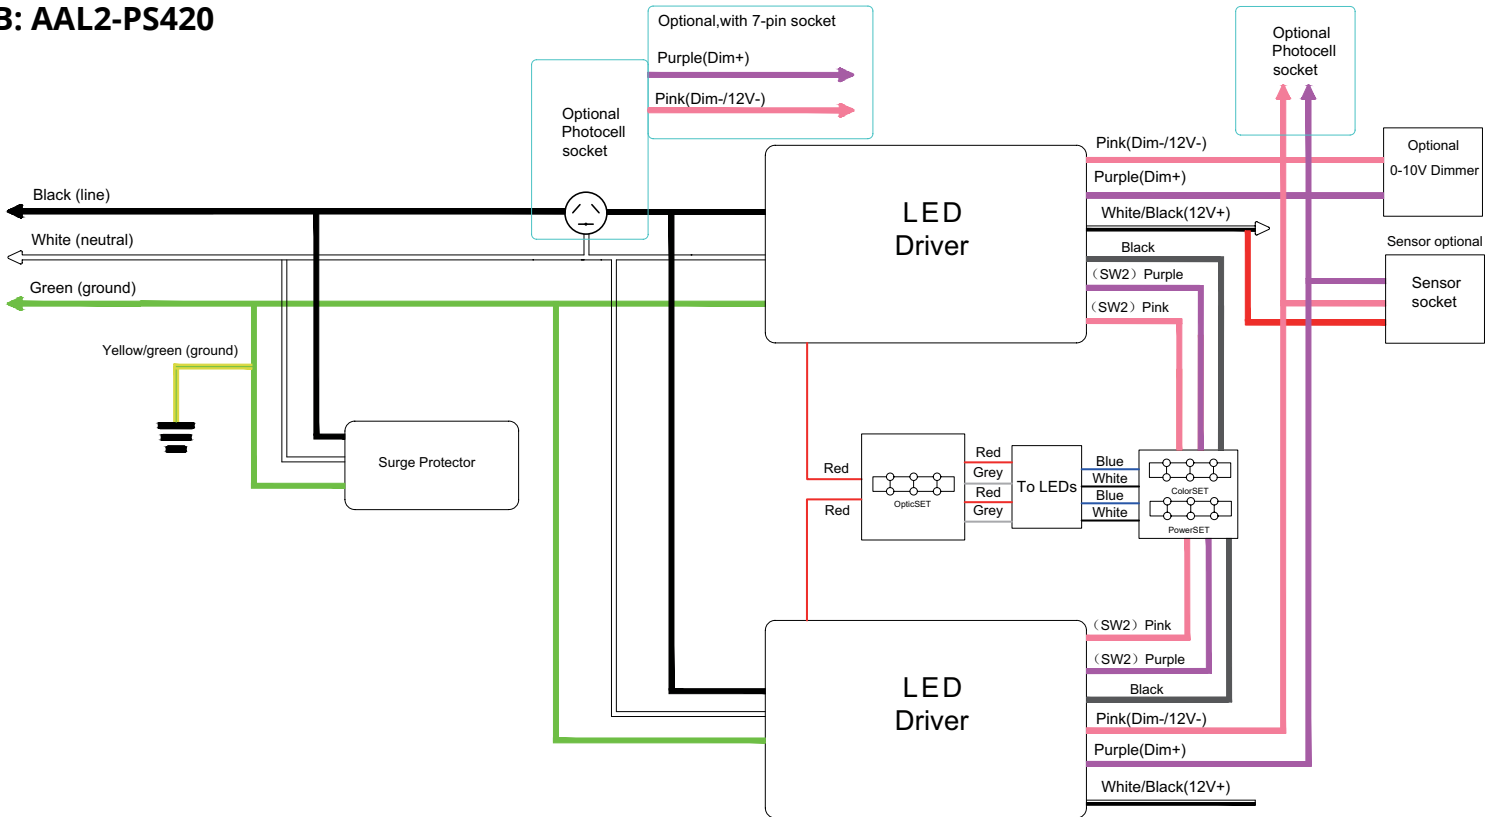 B: AAL2-PS420
Optional,with 7-pin socket
Purple(Dim+)
Pink(Dim-/12V-)
Optional
Photocell
socket
Optional
Photocell
socket
Black (line)
White (neutral)
Green (ground)
Yellow/green (ground)
Surge Protector
LED
Driver
Pink(Dim-/12V-)
Purple(Dim+)
White/Black(12V+)
Black
（SW2）Purple
（SW2）Pink
Optional
0-10V Dimmer
Sensor optional
Sensor
socket
Red
Red
OpticSET
Red
Grey
Red
Grey
To LEDs
Blue
White
Blue
White
ColorSET
PowerSET
LED
Driver
（SW2）Pink
（SW2）Purple
Black
Pink(Dim-/12V-)
Purple(Dim+)
White/Black(12V+)